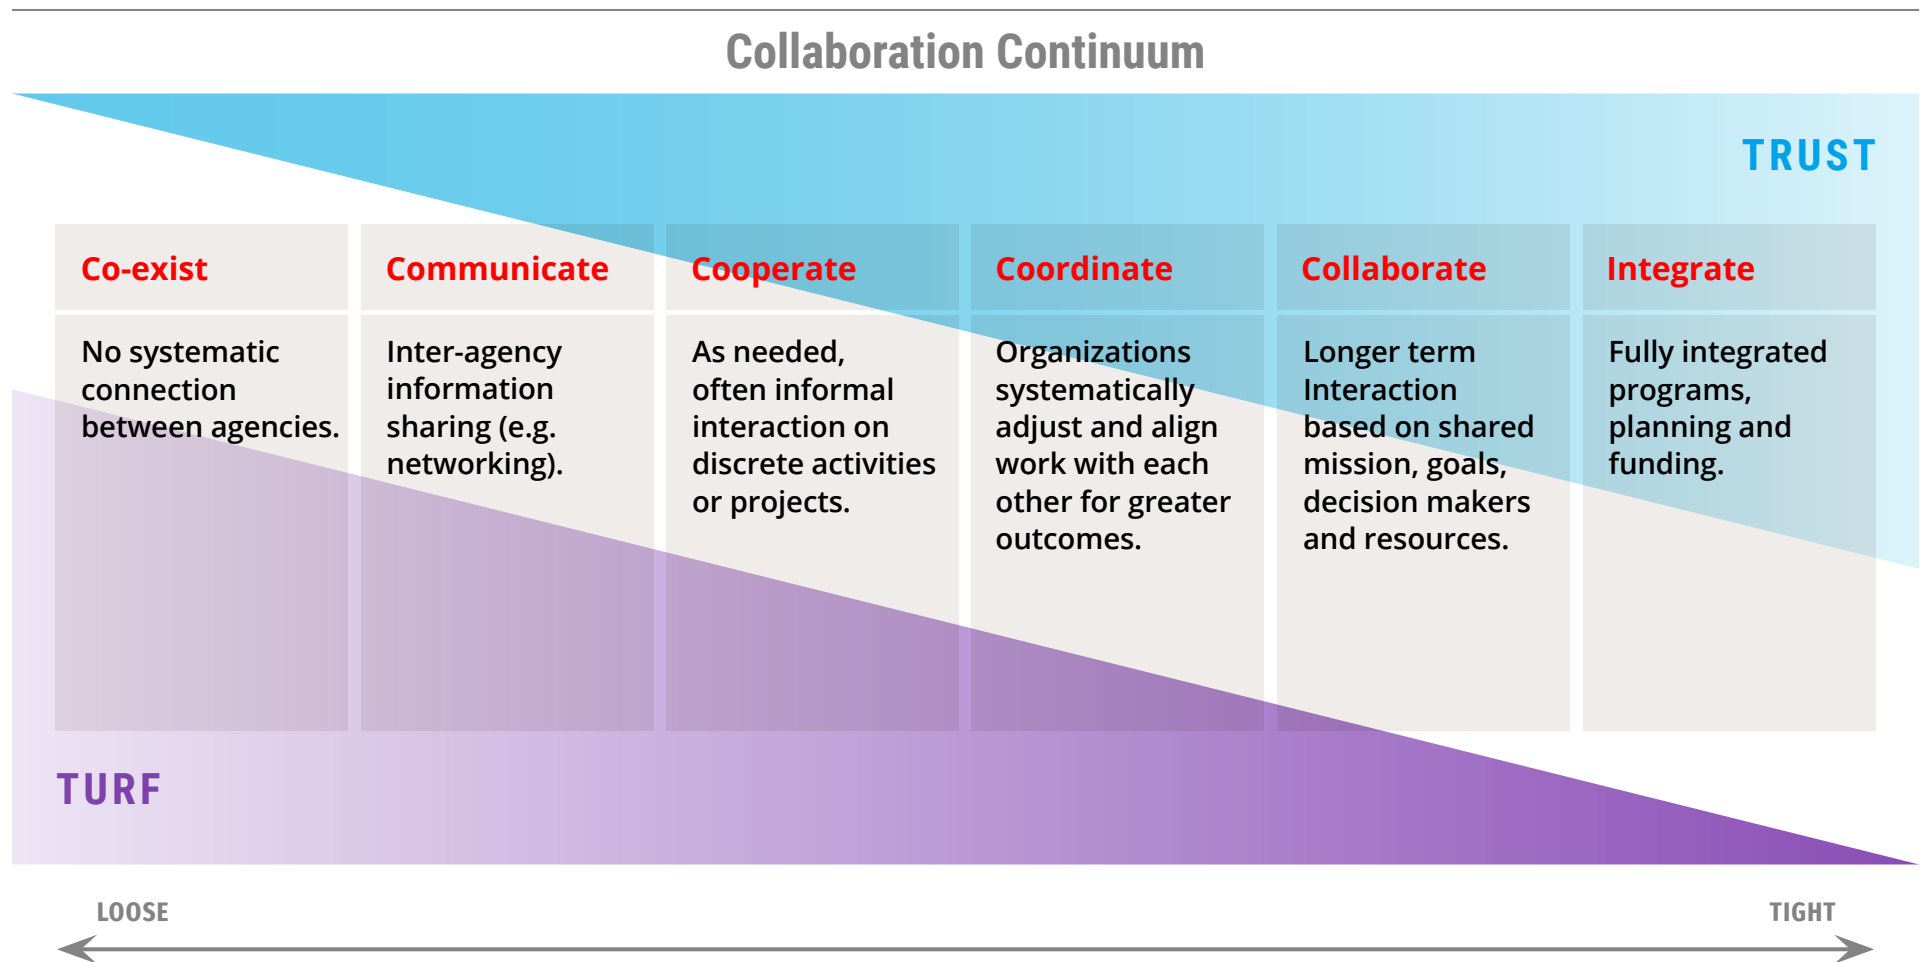 Collaboration Continuum
TRUST
Co-exist
No systematic
connection
between agencies.
Communicate
Inter-agency
information
sharing (e.g.
networking).
Cooperate
As needed,
often informal
interaction on
discrete activities
or projects.
Coordinate
Organizations
systematically
adjust and align
work with each
other for greater
outcomes.
Collaborate
Longer term
Interaction
based on shared
mission, goals,
decision makers
and resources.
Integrate
Fully integrated
programs,
planning and
funding.
TURF
LOOSE
TIGHT